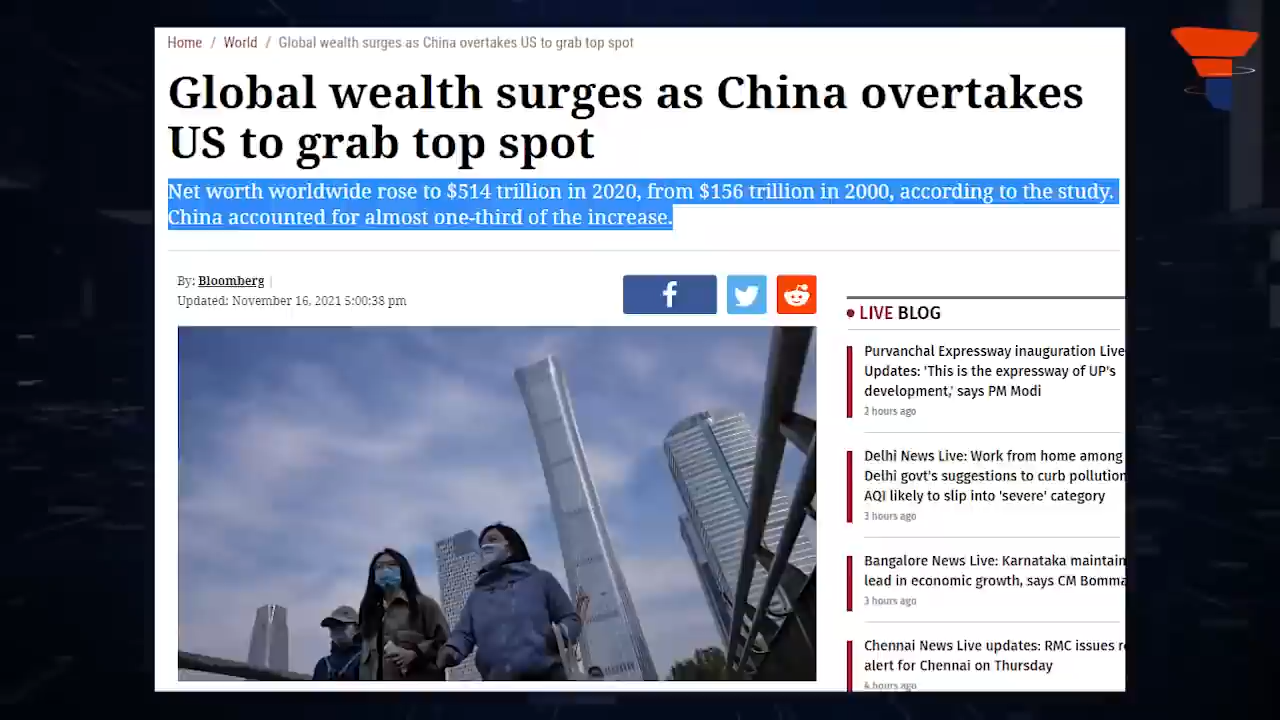 Home / World / Global wealth surges as China overtakes US to grab top spot
Global wealth surges as China overtakes
US to grab top spot
Net worth worldwide rose to $514 trillion in 2020, from $156 trillion in 2000, according to the study.
China accounted for almost one-third of the increase.
By: Bloomberg |
Updated: November 16, 2021 5:00:38 pm
LIVE BLOG
Purvanchal Expressway inauguration Live
Updates: 'This is the expressway of UP's
development,' says PM Modi
2 hours ago
Delhi News Live: Work from home among
Delhi govt's suggestions to curb pollution
AQI likely to slip into 'severe' category
3 hours ago
Bangalore News Live: Karnataka maintain
lead in economic growth, says CM Bomma
3 hours ago
Chennai News Live updates: RMC issues r
alert for Chennai on Thursday
4 hours ago